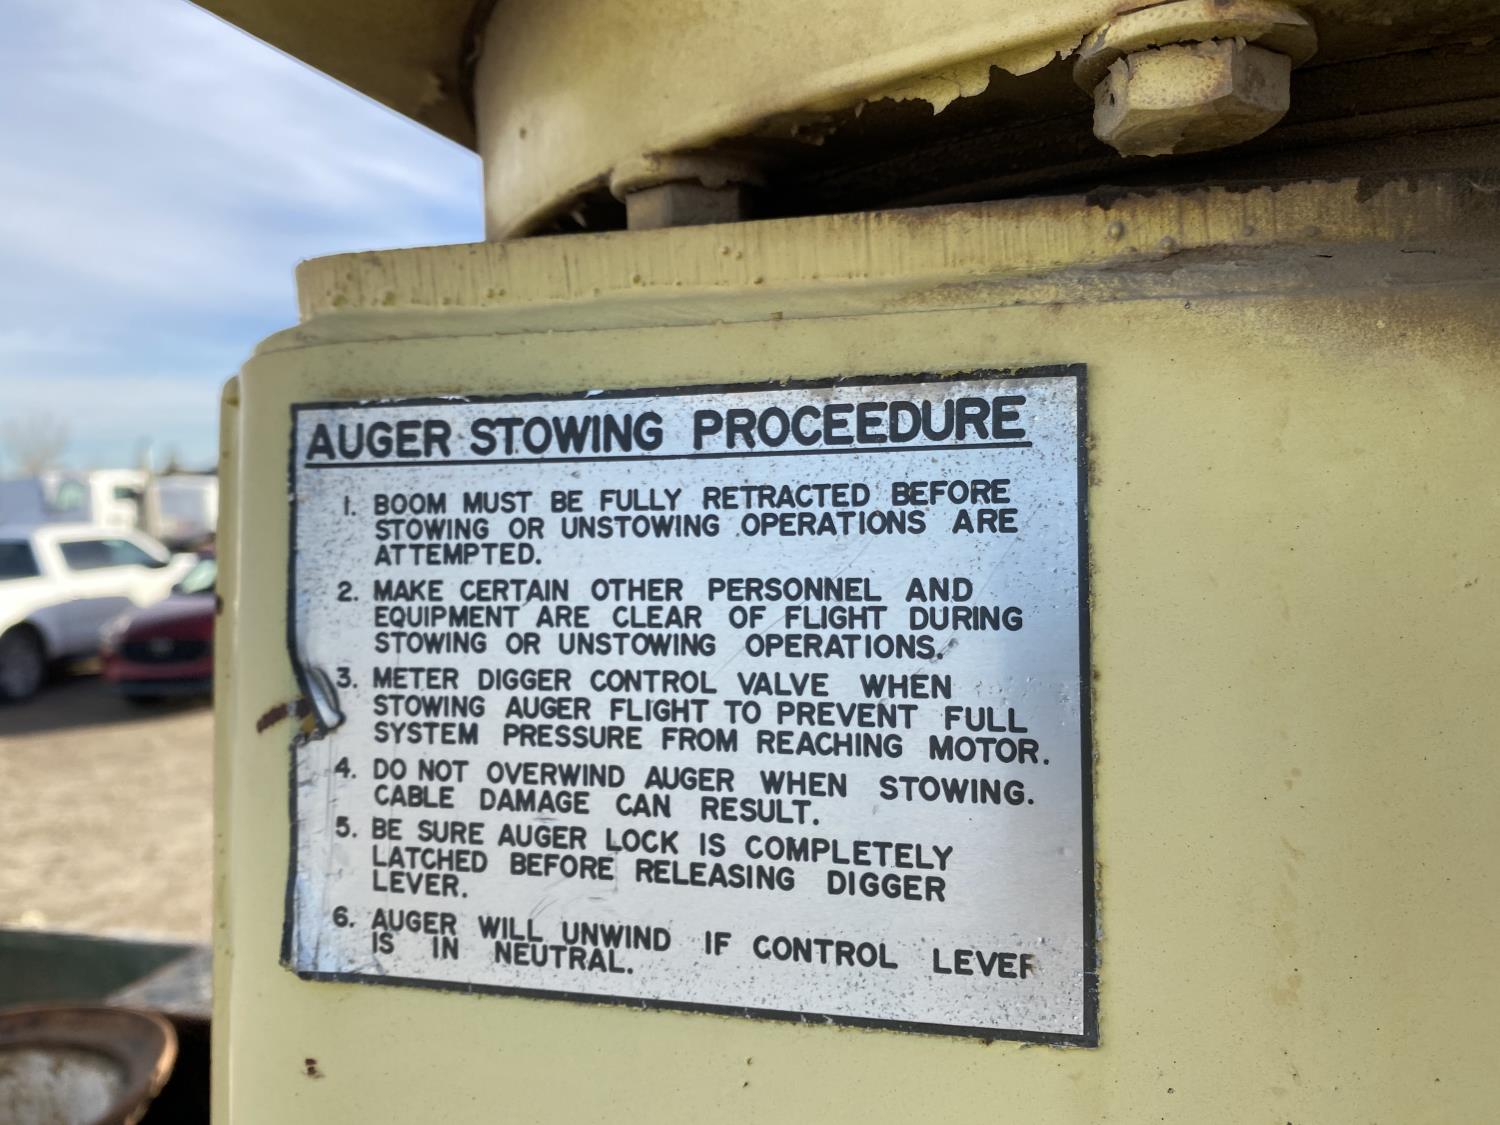 AUGER STOWING PROCEEDURE
1. BOOM MUST BE FULLY RETRACTED BEFORE
STOWING OR UNSTOWING OPERATIONS ARE
ATTEMPTED.
2. MAKE CERTAIN OTHER PERSONNEL AND
EQUIPMENT ARE CLEAR OF FLIGHT DURING
STOWING OR UNSTOWING OPERATIONS.
3. METER DIGGER CONTROL VALVE WHEN
STOWING AUGER FLIGHT TO PREVENT FULL
SYSTEM PRESSURE FROM REACHING MOTOR.
4. DO NOT OVERWIND AUGER WHEN STOWING.
CABLE DAMAGE CAN RESULT.
5. BE SURE AUGER LOCK IS COMPLETELY
LATCHED BEFORE RELEASING DIGGER
LEVER.
6. AUGER WILL UNWIND IF CONTROL LEVER
IS IN NEUTRAL.